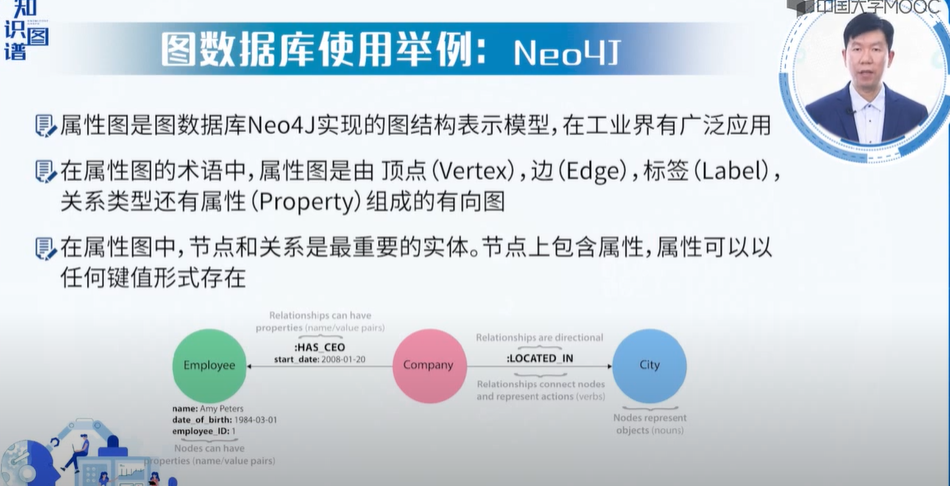 知
识图
谱
中国大学MOOC
图数据库使用举例：Neo4J
属性图是图数据库Neo4J实现的图结构表示模型，在工业界有广泛应用
在属性图的术语中，属性图是由 顶点（Vertex），边（Edge），标签（Label），
关系类型还有属性（Property）组成的有向图
在属性图中，节点和关系是最重要的实体。节点上包含属性，属性可以以
任何键值形式存在
Relationships can have
properties (name/value pairs)
:HAS_CEO
start_date: 2008-01-20
Relationships are directional
:LOCATED_IN
Employee
Company
City
Relationships connect nodes
and represent actions (verbs)
name: Amy Peters
date_of_birth: 1984-03-01
employee_ID: 1
Nodes can have
properties (name/value pairs)
Nodes represent
objects (nouns)